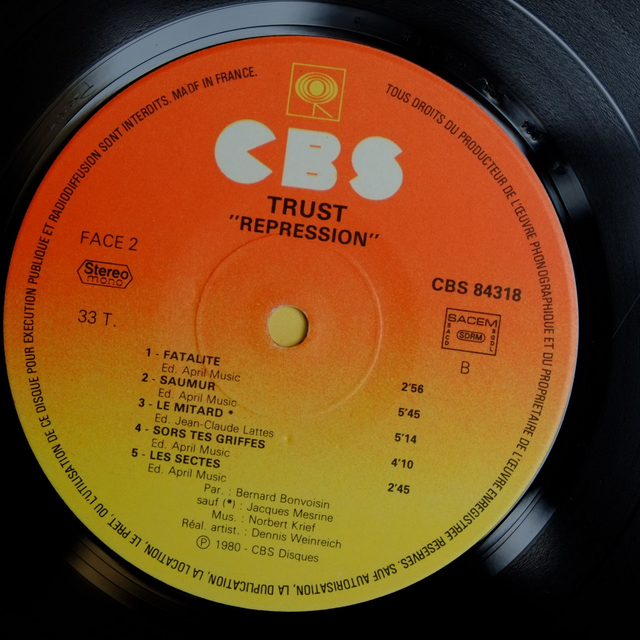 TOUS DROITS DU PRODUCTEUR DE L'ŒUVRE PHONOGRAPHIQUE ET DU PROPRIETAIRE DE L'ŒUVRE ENREGISTREE RESERVES. SAUF AUTORISATION, LA DUPLICATION, LA LOCATION, LE PRET, OU L'UTILISATION DE CE DISQUE POUR EXECUTION PUBLIQUE ET RADIODIFFUSION SONT INTERDITS. MADE IN FRANCE.
CBS
TRUST
"REPRESSION"
FACE 2
Stereo
mono
33 T.
CBS 84318
SACEM
SACD
SDRM
SGDL
B
1 - FATALITE 2'56
Ed. April Music
2 - SAUMUR 5'45
Ed. April Music
3 - LE MITARD * 5'14
Ed. Jean-Claude Lattes
4 - SORS TES GRIFFES 4'10
Ed. April Music
5 - LES SECTES 2'45
Ed. April Music
Par. : Bernard Bonvoisin
sauf (*) : Jacques Mesrine
Mus. : Norbert Krief
Réal. artist. : Dennis Weinreich
℗ 1980 - CBS Disques